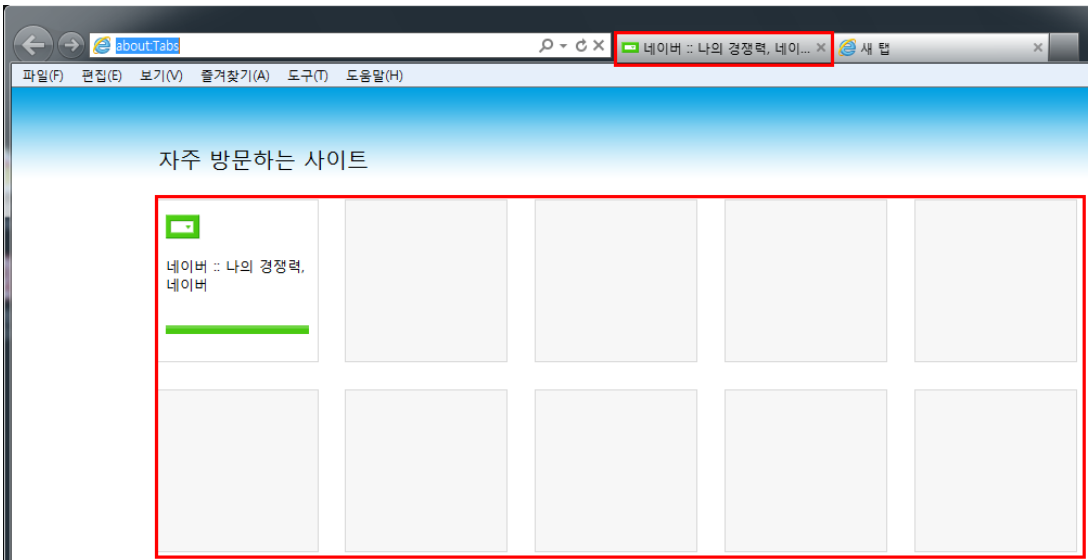 about:Tabs
네이버 :: 나의 경쟁력, 네이...
새 탭
파일(F) 편집(E) 보기(V) 즐겨찾기(A) 도구(T) 도움말(H)
자주 방문하는 사이트
네이버 :: 나의 경쟁력,
네이버